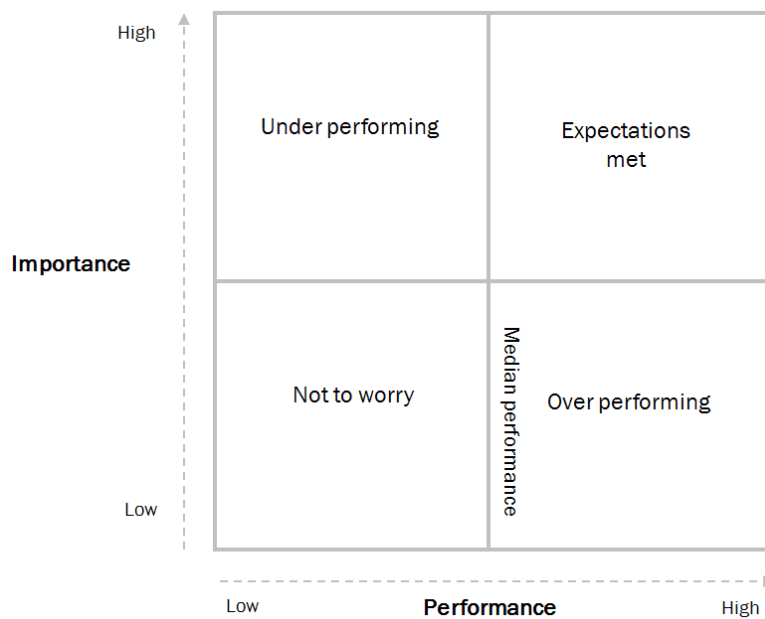 High
Under performing
Expectations
met
Importance
Not to worry
Median performance
Over performing
Low
Low
Performance
High